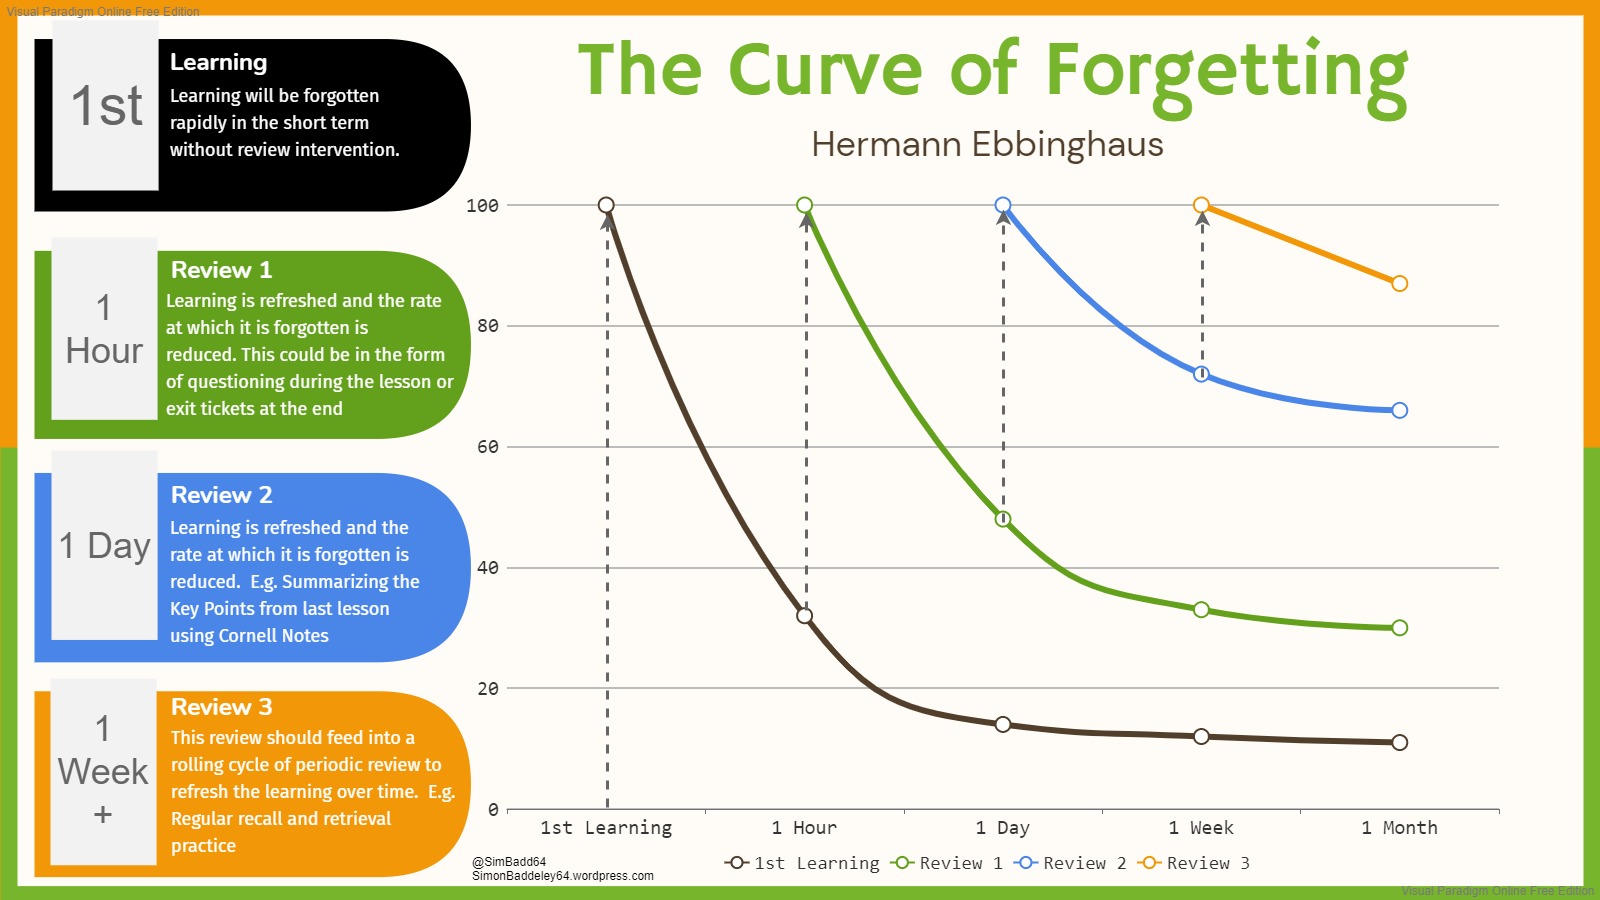 Visual Paradigm Online Free Edition
The Curve of Forgetting
Hermann Ebbinghaus
1st
Learning
Learning will be forgotten
rapidly in the short term
without review intervention.
1
Hour
Review 1
Learning is refreshed and the rate
at which it is forgotten is
reduced. This could be in the form
of questioning during the lesson or
exit tickets at the end
1 Day
Review 2
Learning is refreshed and the
rate at which it is forgotten is
reduced.  E.g. Summarizing the
Key Points from last lesson
using Cornell Notes
1
Week
+
Review 3
This review should feed into a
rolling cycle of periodic review to
refresh the learning over time.  E.g.
Regular recall and retrieval
practice
100
80
60
40
20
0
1st Learning 1 Hour 1 Day 1 Week 1 Month
1st Learning Review 1 Review 2 Review 3
@SimBadd64
SimonBaddeley64.wordpress.com
Visual Paradigm Online Free Edition